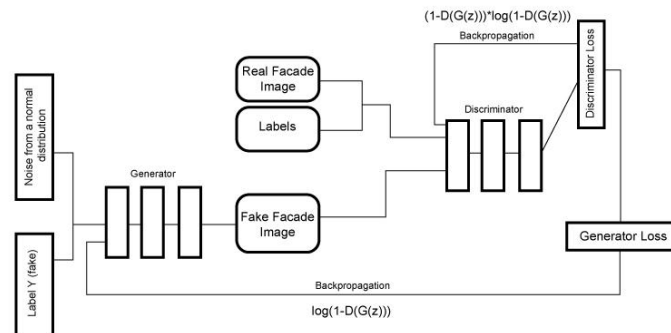 (1-D(G(z)))*log(1-D(G(z)))
Backpropagation
Discriminator Loss
Real Facade
Image
Labels
Discriminator
Noise from a normal
distribution
Generator
Fake Facade
Image
Generator Loss
Label Y (fake)
Backpropagation
log(1-D(G(z)))